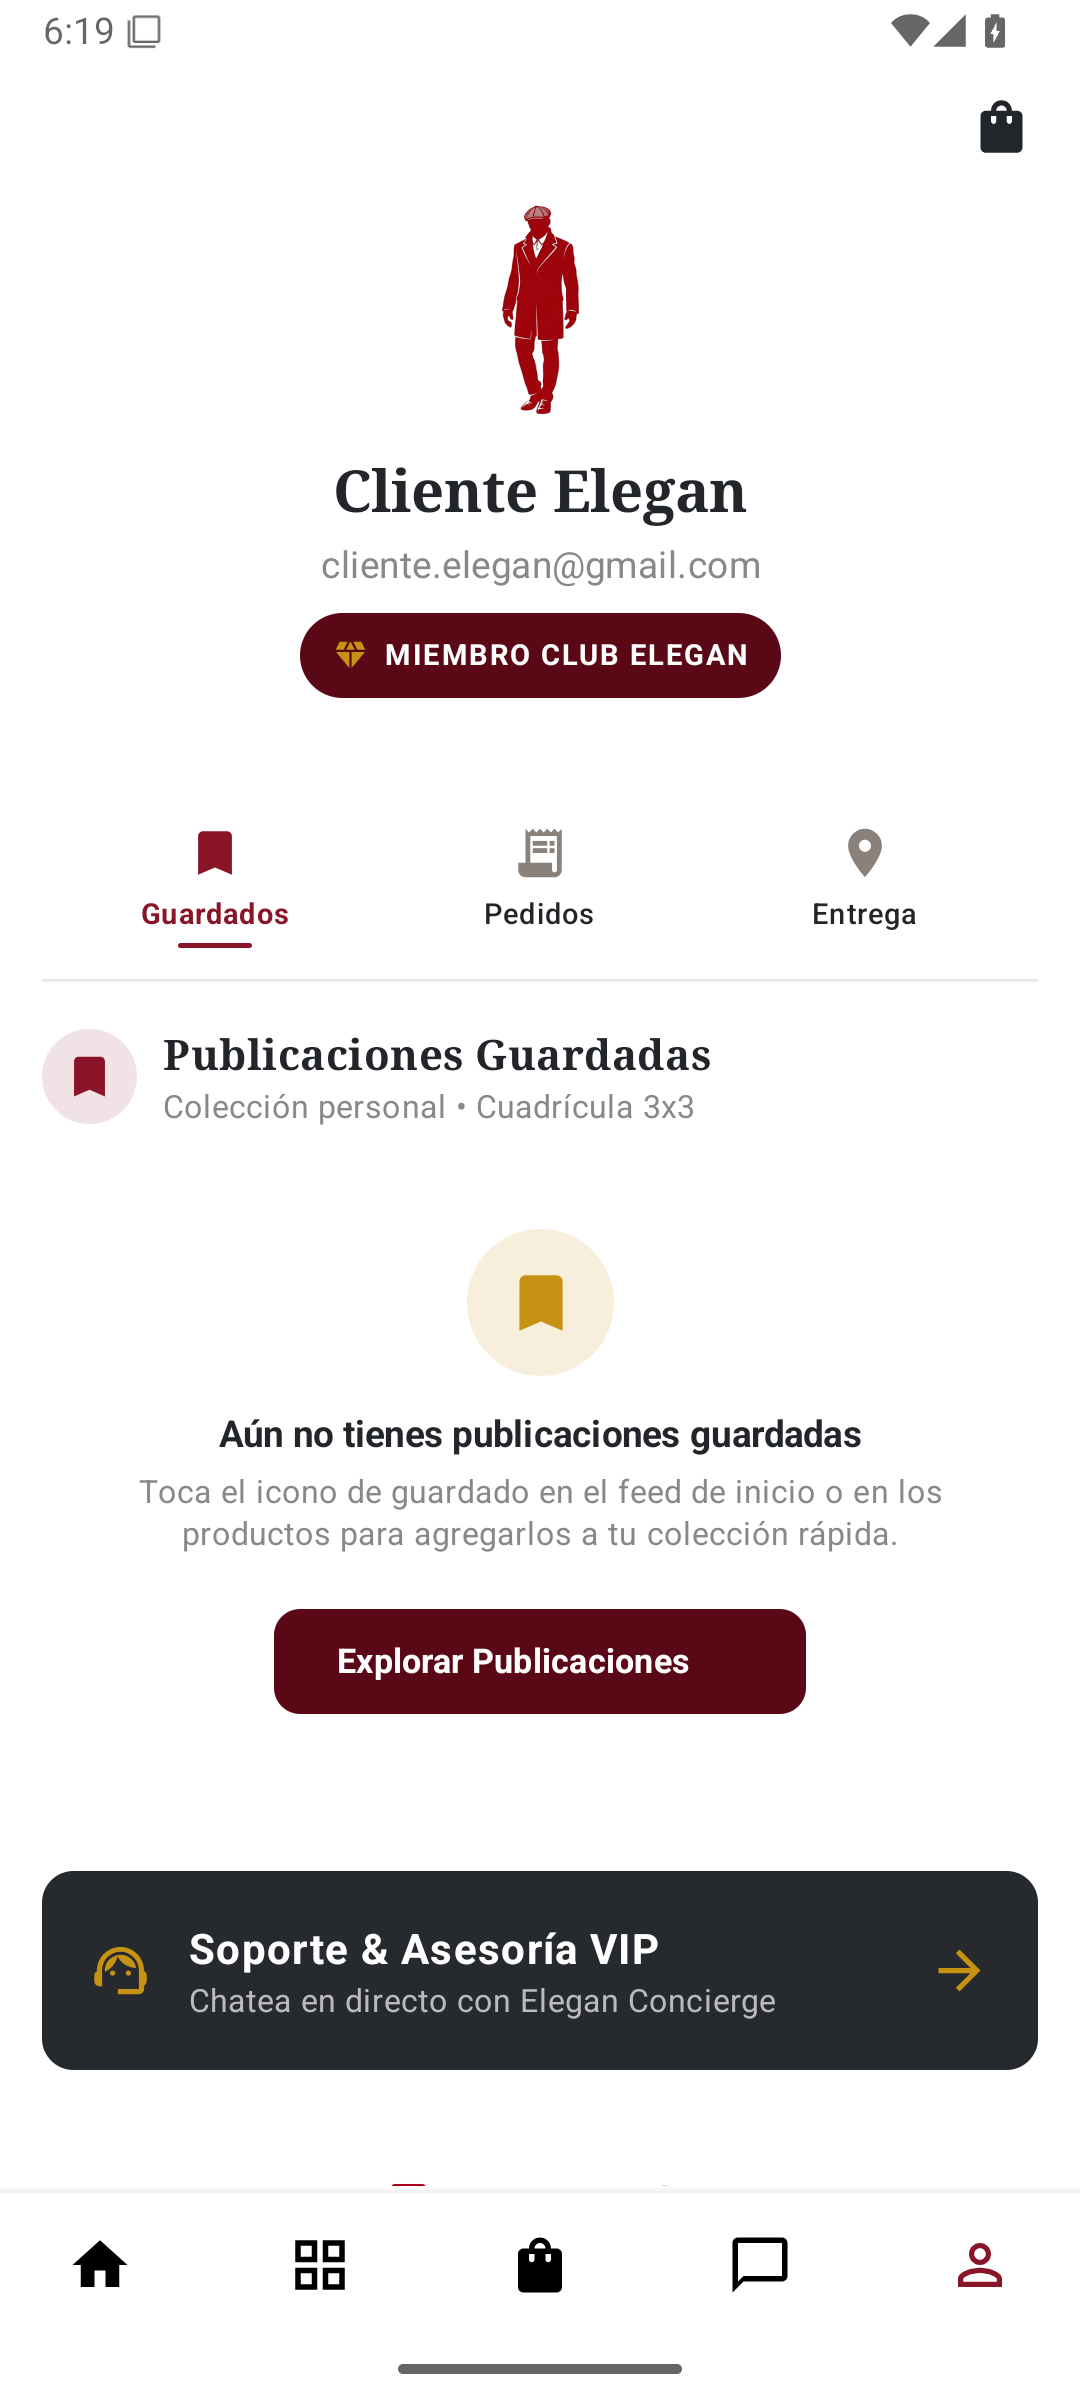 6:19
Cliente Elegan
cliente.elegan@gmail.com
MIEMBRO CLUB ELEGAN
Guardados
Pedidos
Entrega
Publicaciones Guardadas
Colección personal • Cuadrícula 3x3
Aún no tienes publicaciones guardadas
Toca el icono de guardado en el feed de inicio o en los
productos para agregarlos a tu colección rápida.
Explorar Publicaciones
Soporte & Asesoría VIP
Chatea en directo con Elegan Concierge